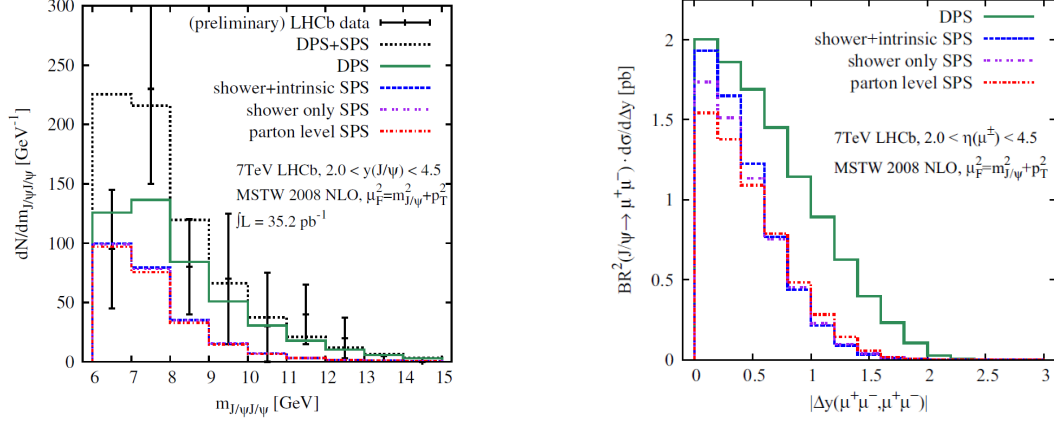 (preliminary) LHCb data
DPS+SPS
DPS
shower+intrinsic SPS
shower only SPS
parton level SPS
7TeV LHCb, 2.0 < y(J/ψ) < 4.5
MSTW 2008 NLO, μ_F^2=m_{J/ψ}^2+p_T^2
∫L = 35.2 pb^{-1}
dN/dm_{J/ψJ/ψ} [GeV^{-1}]
300
250
200
150
100
50
0
6 7 8 9 10 11 12 13 14 15
m_{J/ψJ/ψ} [GeV]
DPS
shower+intrinsic SPS
shower only SPS
parton level SPS
7TeV LHCb, 2.0 < η(μ^±) < 4.5
MSTW 2008 NLO, μ_F^2=m_{J/ψ}^2+p_T^2
BR^2(J/ψ→ μ^+μ^-) · dσ/dΔy [pb]
2
1.5
1
0.5
0
0 0.5 1 1.5 2 2.5 3
|Δy(μ^+μ^-,μ^+μ^-)|